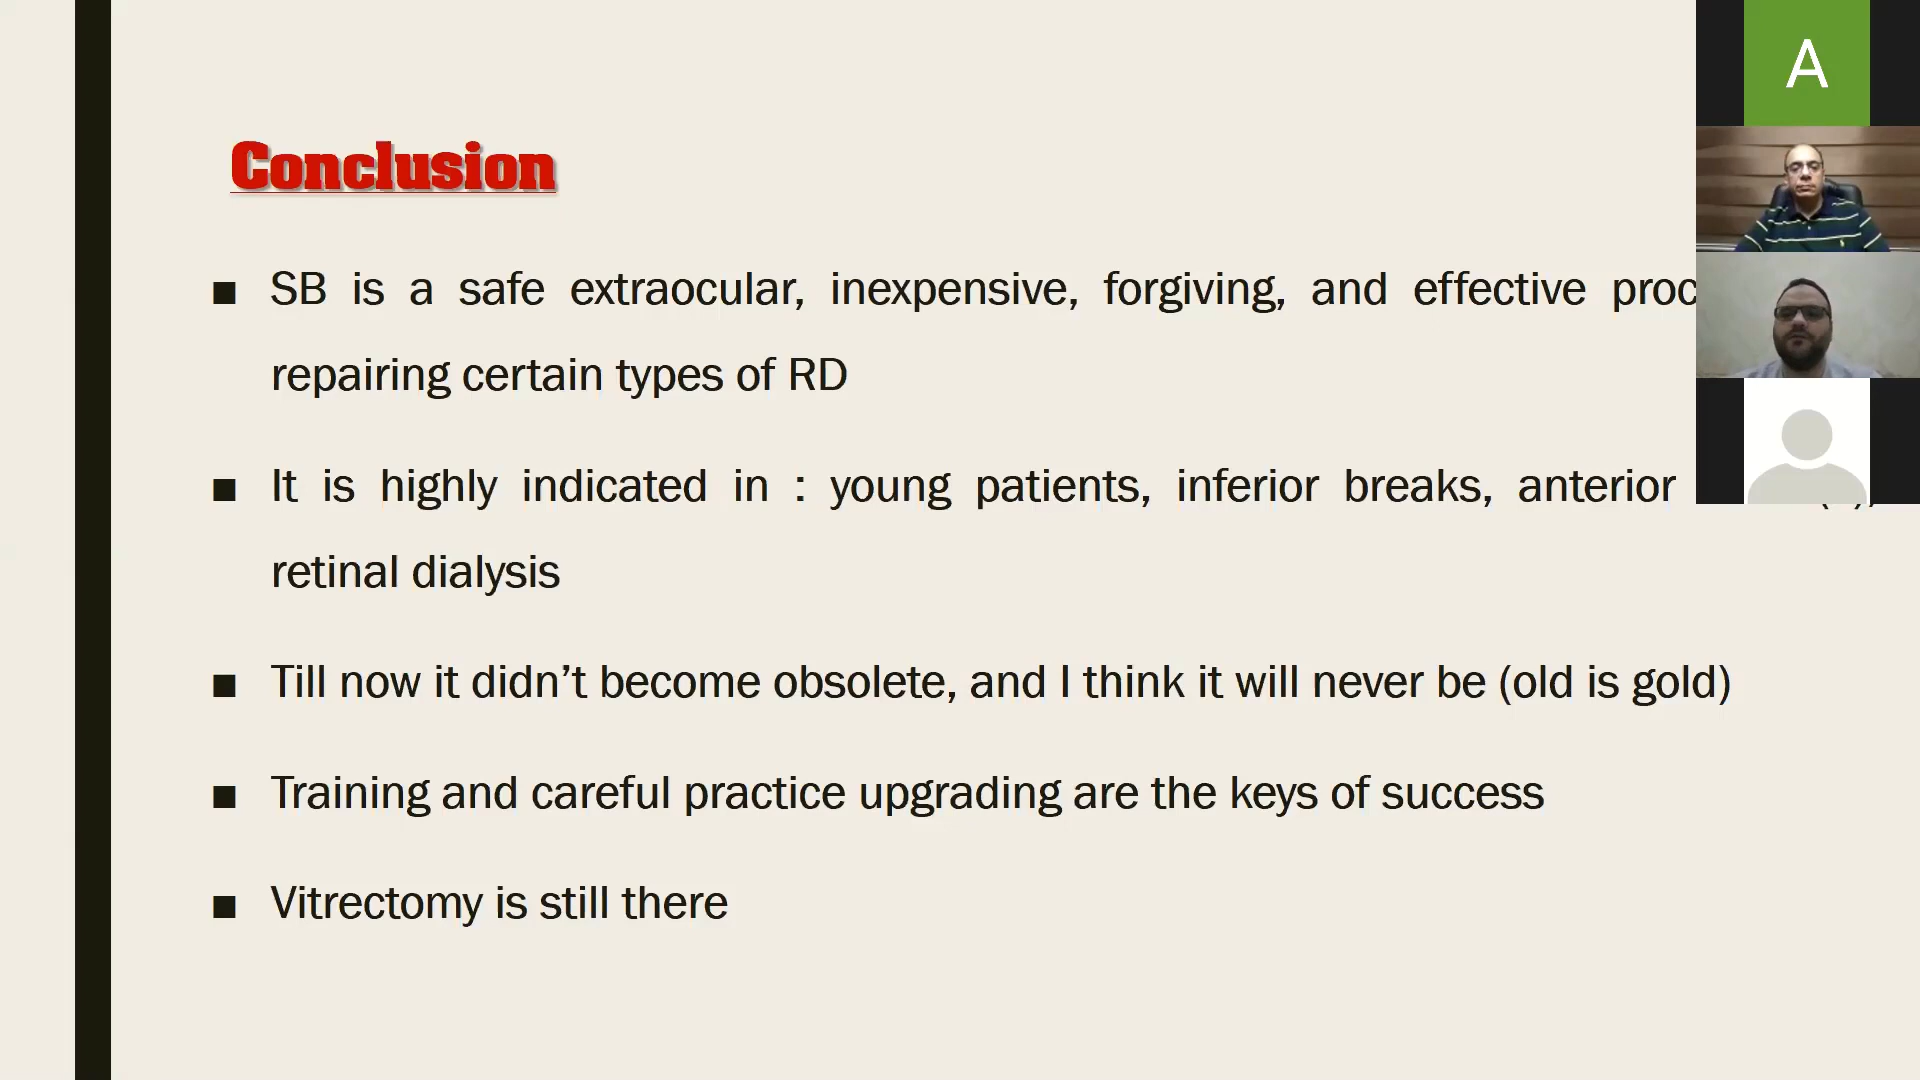 Conclusion
■ SB is a safe extraocular, inexpensive, forgiving, and effective
repairing certain types of RD
■ It is highly indicated in : young patients, inferior breaks, anterior
retinal dialysis
■ Till now it didn’t become obsolete, and I think it will never be (old is gold)
■ Training and careful practice upgrading are the keys of success
■ Vitrectomy is still there
A